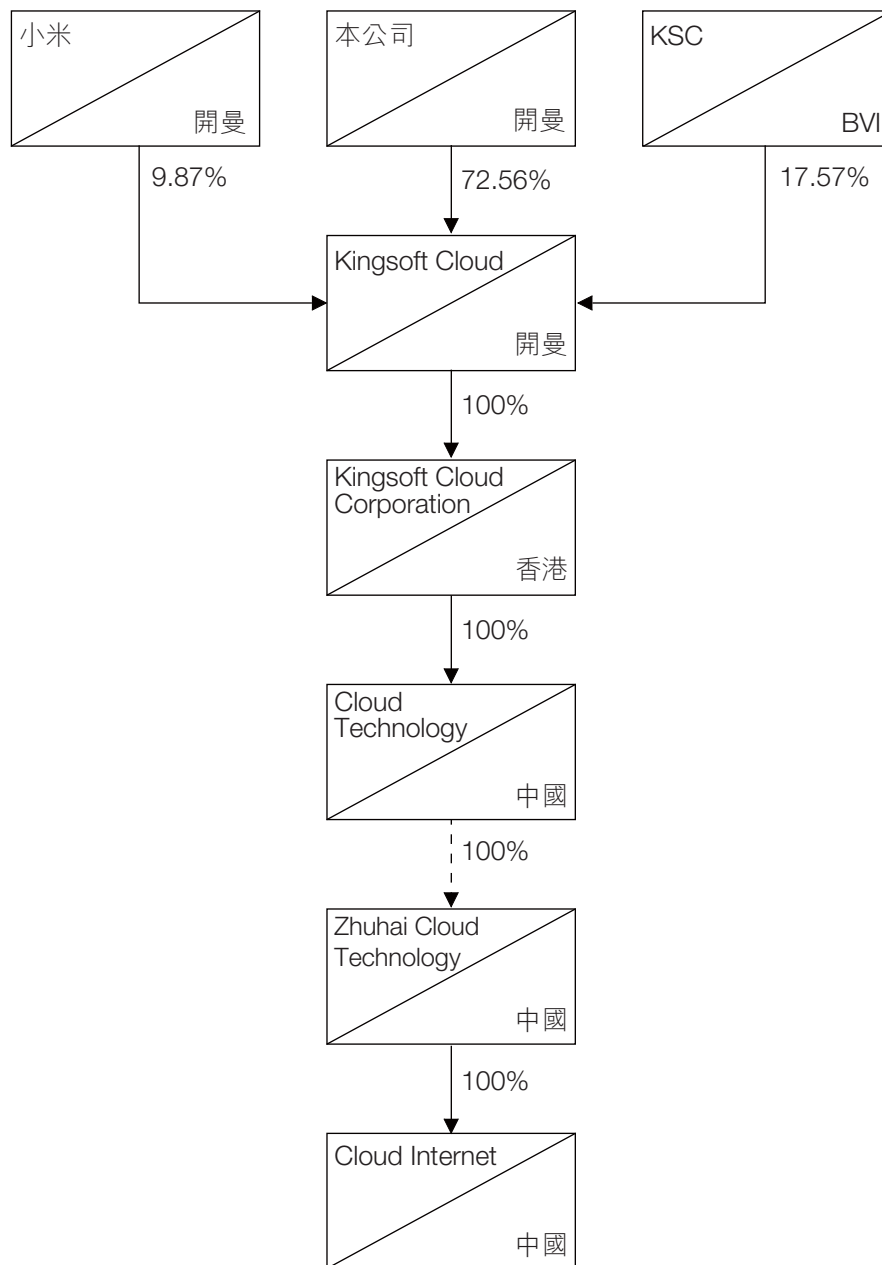 小米
開曼
本公司
開曼
KSC
BVI
9.87%
72.56%
17.57%
Kingsoft Cloud
開曼
100%
Kingsoft Cloud
Corporation
香港
100%
Cloud
Technology
中國
100%
Zhuhai Cloud
Technology
中國
100%
Cloud Internet
中國